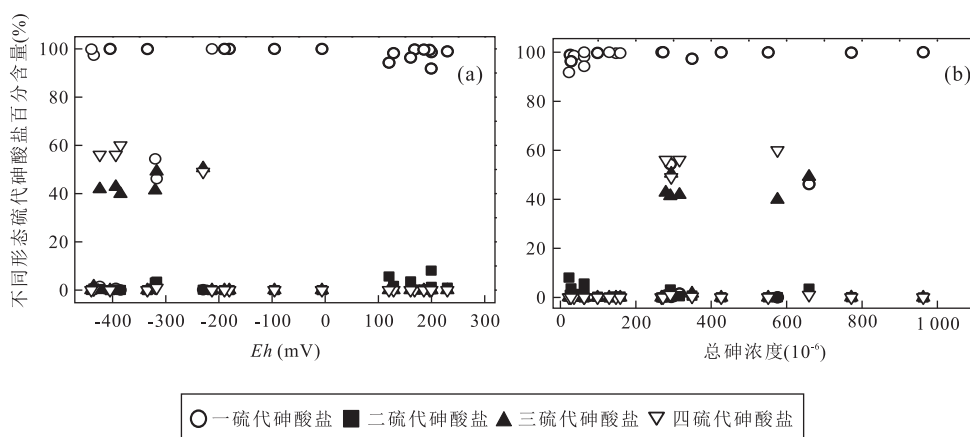 不同形态硫代砷酸盐百分含量(%)
100
80
60
40
20
0
(a)
-400 -300 -200 -100 0 100 200 300
Eh (mV)
100
80
60
40
20
0
(b)
0 200 400 600 800 1 000
总砷浓度(10⁻⁶)
一硫代砷酸盐 二硫代砷酸盐 三硫代砷酸盐 四硫代砷酸盐